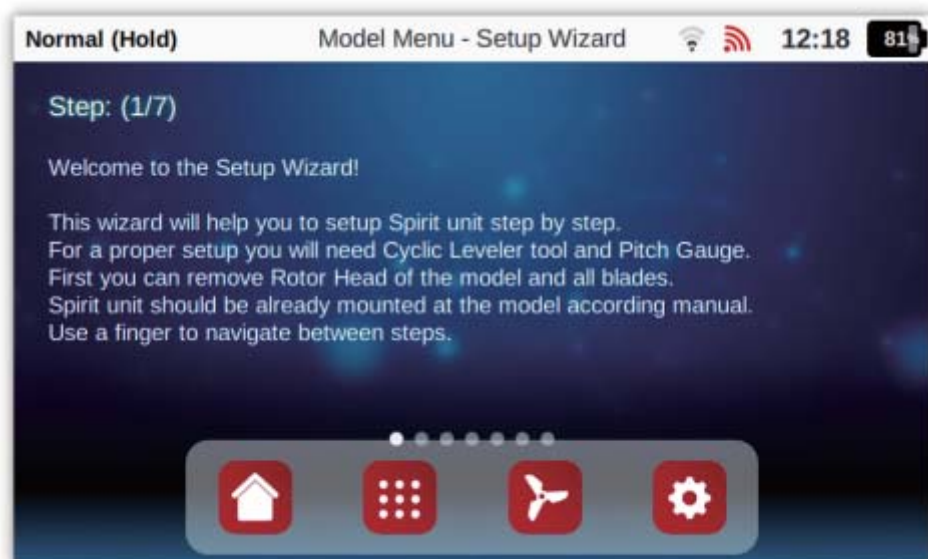 Normal (Hold)
Model Menu - Setup Wizard
12:18
81%
Step: (1/7)
Welcome to the Setup Wizard!
This wizard will help you to setup Spirit unit step by step.
For a proper setup you will need Cyclic Leveler tool and Pitch Gauge.
First you can remove Rotor Head of the model and all blades.
Spirit unit should be already mounted at the model according manual.
Use a finger to navigate between steps.